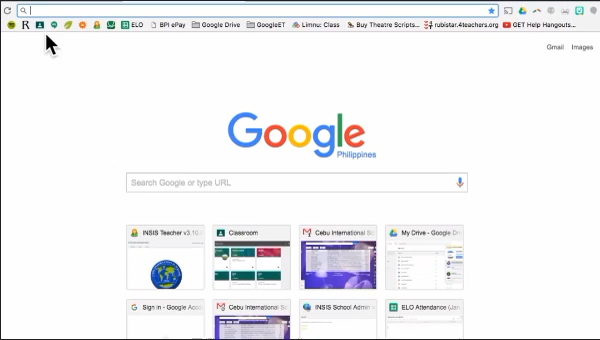 R ELO BPI ePay Google Drive GoogleET Limnu: Class Buy Theatre Scripts... rubistar.4teachers.org GET Help Hangouts...
Gmail Images
Google
Philippines
Search Google or type URL
INSIS Teacher v3.10. Classroom Cebu International S My Drive - Google Dr
Sign in - Google Acco Cebu International Sc INSIS School Admin v ELO Attendance (Jan